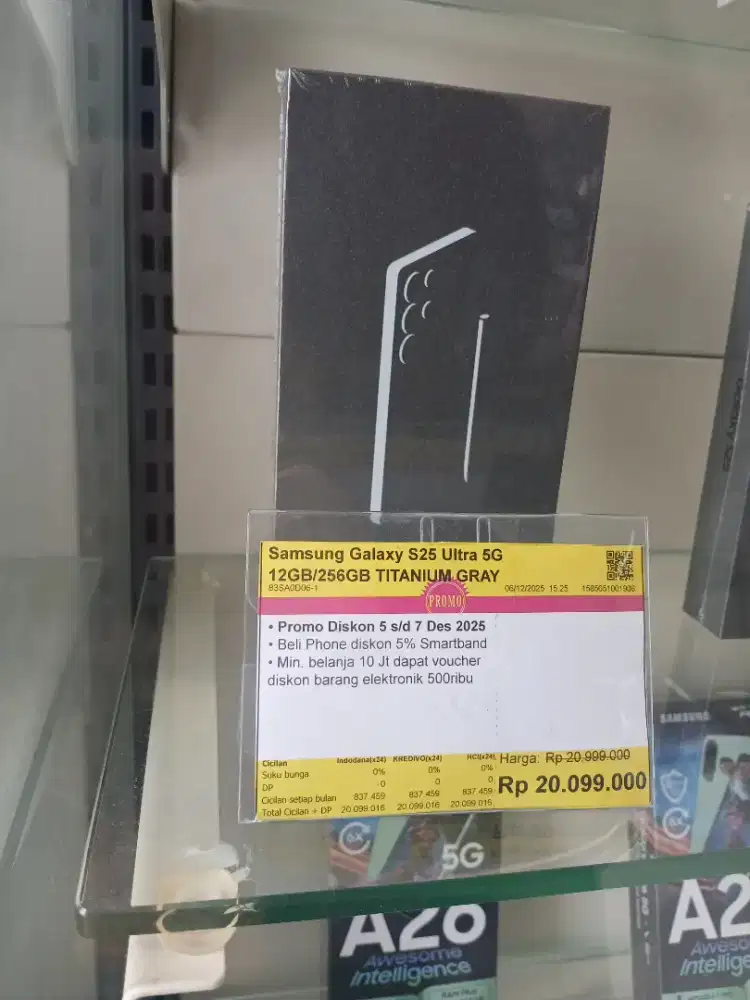 Samsung Galaxy S25 Ultra 5G
12GB/256GB TITANIUM GRAY
83SA0D06-1
06/12/2025 15.25
PROMO
• Promo Diskon 5 s/d 7 Des 2025
• Beli Phone diskon 5% Smartband
• Min. belanja 10 Jt dapat voucher
diskon barang elektronik 500ribu
Cicilan Indodana(x24) KREDIVO(x24) HCI(x24)
Suku bunga 0% 0% 0%
DP 0 0 0
Cicilan setiap bulan 837.459 837.459 837.459
Total Cicilan + DP 20.099.016 20.099.016 20.099.016
Harga: Rp 20.999.000
Rp 20.099.000
SAMSUNG
5G
A26
Awesome
Intelligence
A2
Awesome
Intelligence